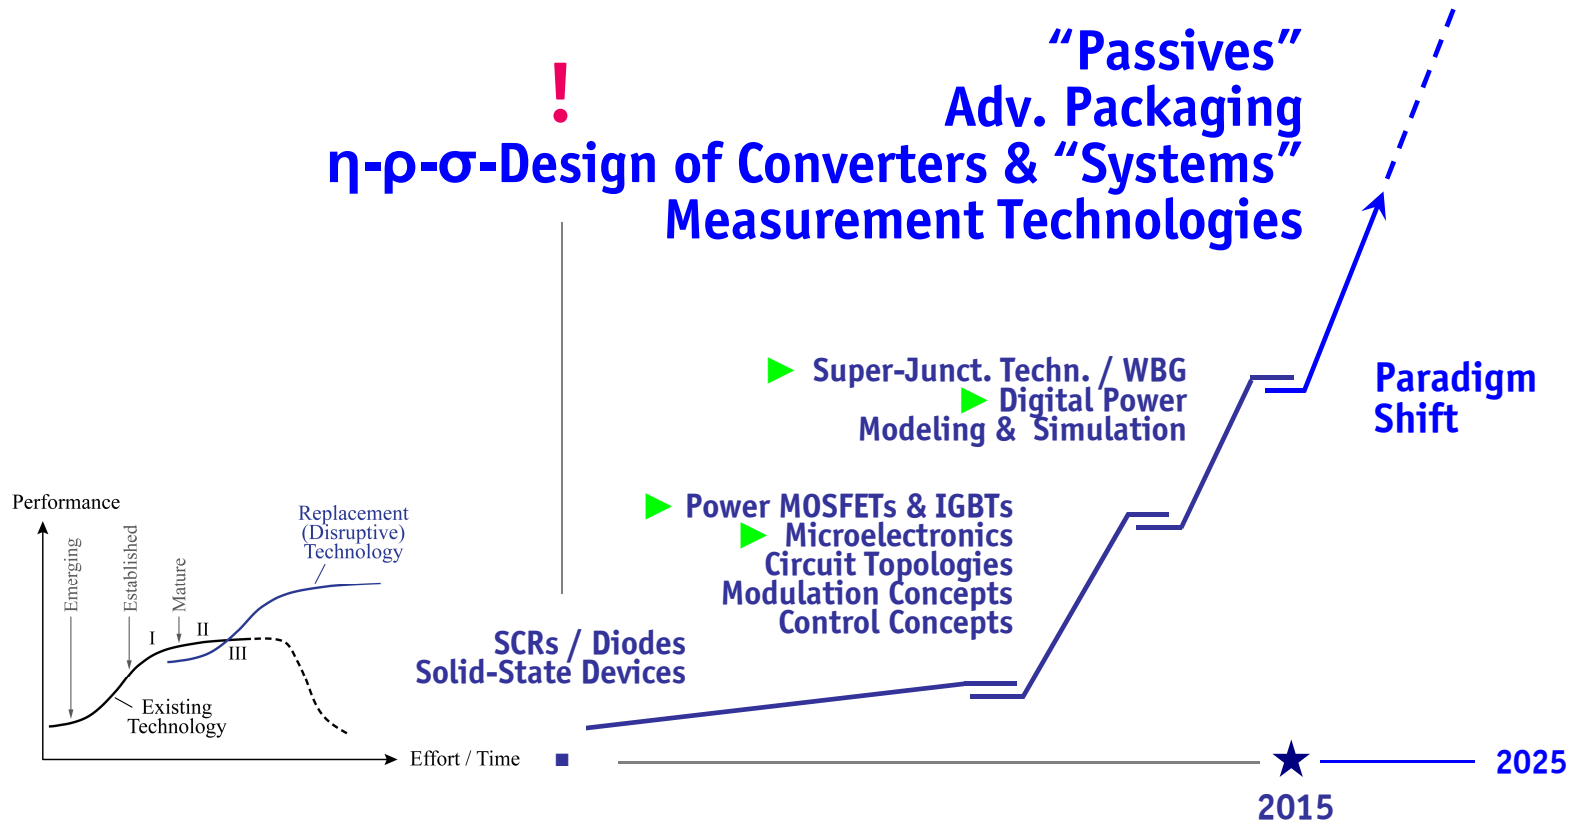 “Passives”
Adv. Packaging
!
η-ρ-σ-Design of Converters & “Systems”
Measurement Technologies
Super-Junct. Techn. / WBG
Digital Power
Modeling & Simulation
Paradigm
Shift
Power MOSFETs & IGBTs
Microelectronics
Circuit Topologies
Modulation Concepts
Control Concepts
SCRs / Diodes
Solid-State Devices
Performance
Emerging
Established
Mature
Replacement
(Disruptive)
Technology
I
II
III
Existing
Technology
Effort / Time
2015
2025